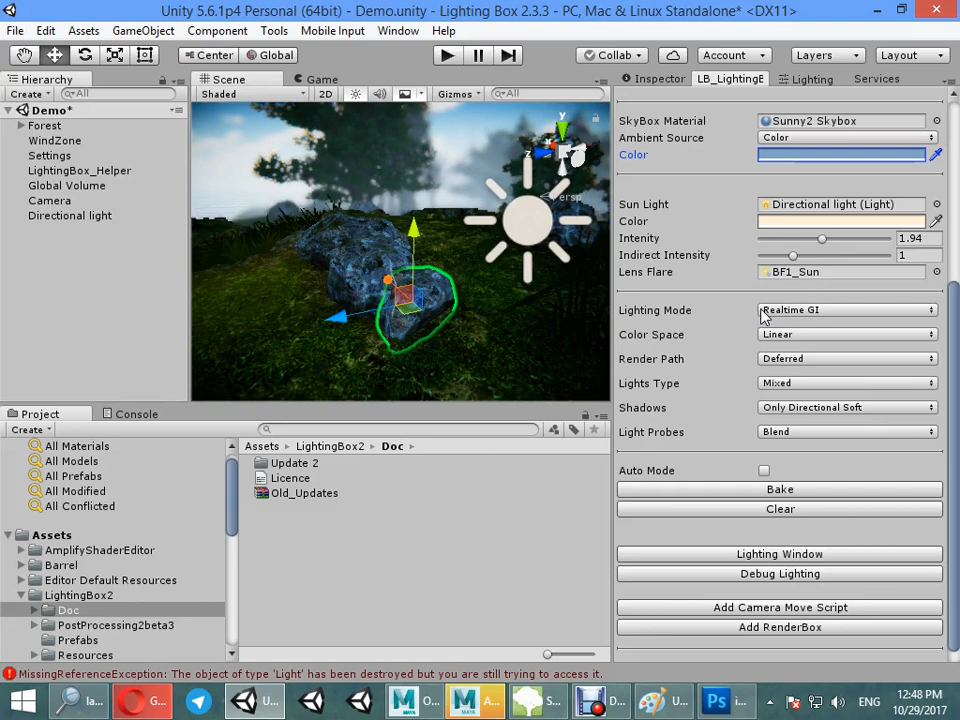 Unity 5.6.1p4 Personal (64bit) - Demo.unity - Lighting Box 2.3.3 - PC, Mac & Linux Standalone* <DX11>
File Edit Assets GameObject Component Tools Mobile Input Window Help
Center Global Collab Account Layers Layout
Hierarchy
Create All
Demo*
Forest
WindZone
Settings
LightingBox_Helper
Global Volume
Camera
Directional light
Scene Game
Shaded 2D Gizmos All
y
x
z
Persp
Inspector LB_LightingE Lighting Services
SkyBox Material Sunny2 Skybox
Ambient Source Color
Color
Sun Light Directional light (Light)
Color
Intenity 1.94
Indirect Intensity 1
Lens Flare BF1_Sun
Lighting Mode Realtime GI
Color Space Linear
Render Path Deferred
Lights Type Mixed
Shadows Only Directional Soft
Light Probes Blend
Auto Mode
Bake
Clear
Lighting Window
Debug Lighting
Add Camera Move Script
Add RenderBox
Project Console
Create
All Materials
All Models
All Prefabs
All Modified
All Conflicted
Assets
AmplifyShaderEditor
Barrel
Editor Default Resources
LightingBox2
Doc
PostProcessing2beta3
Prefabs
Resources
Assets LightingBox2 Doc
Update 2
Licence
Old_Updates
MissingReferenceException: The object of type 'Light' has been destroyed but you are still trying to access it.
la... G... U... O... A... S... D... U... i... ENG 12:48 PM
10/29/2017